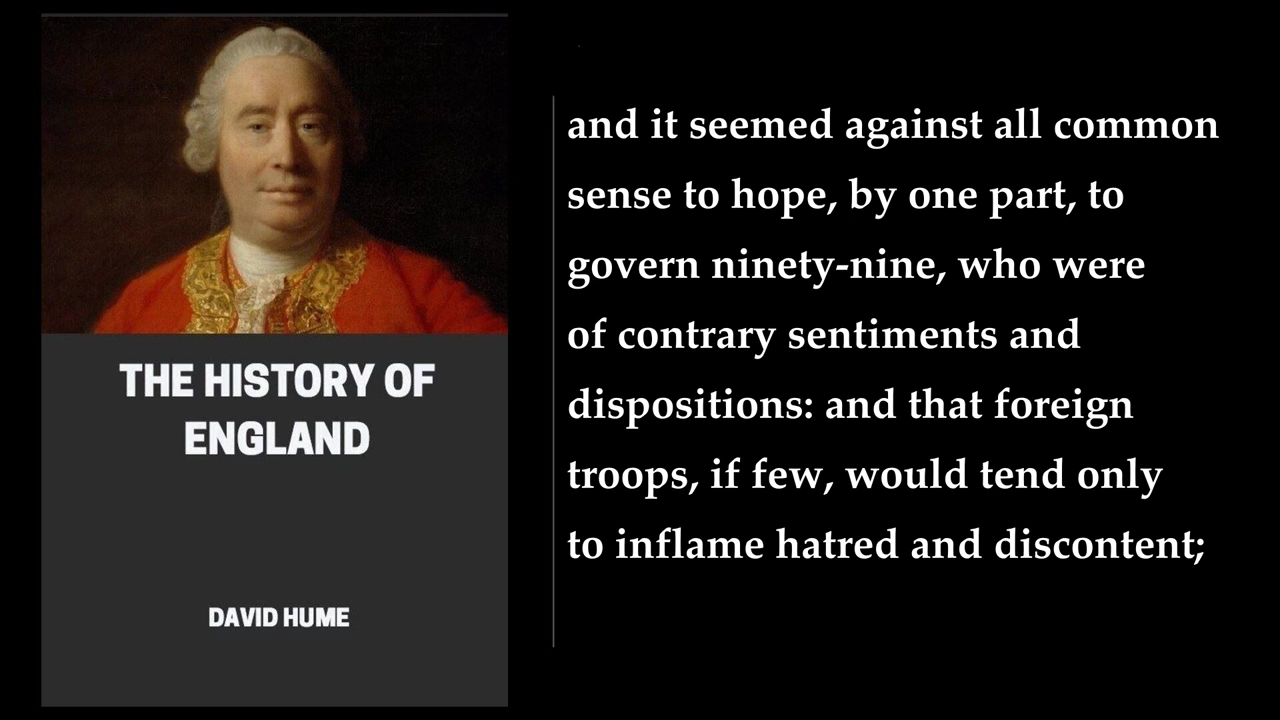 THE HISTORY OF
ENGLAND
DAVID HUME
and it seemed against all common
sense to hope, by one part, to
govern ninety-nine, who were
of contrary sentiments and
dispositions: and that foreign
troops, if few, would tend only
to inflame hatred and discontent;